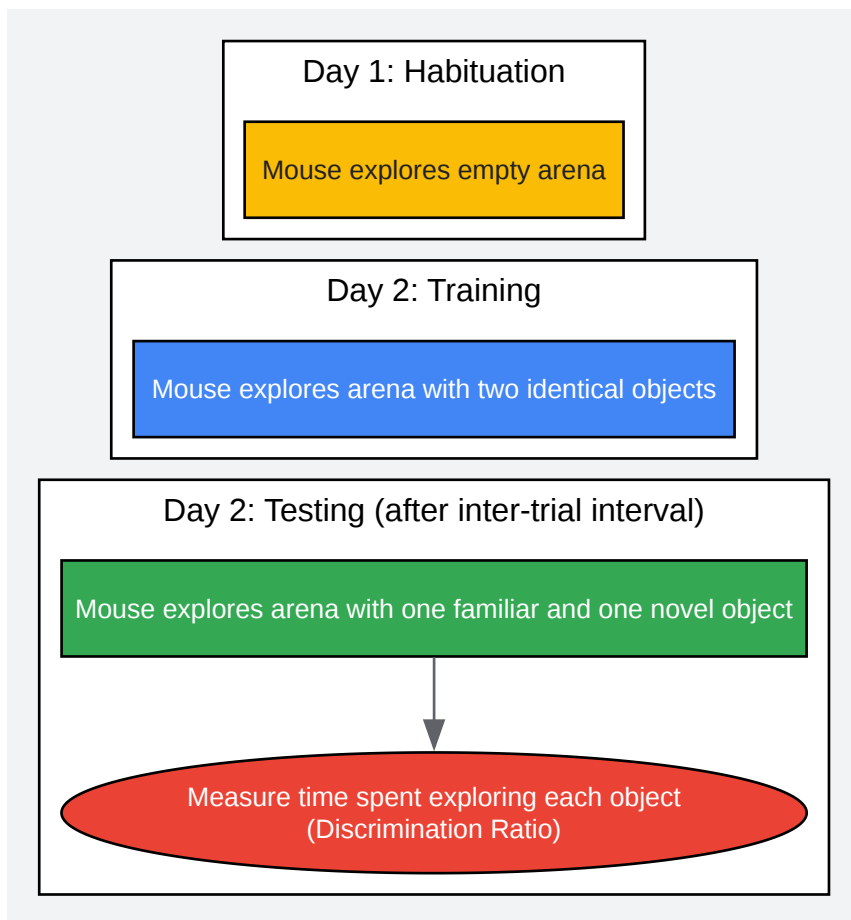 Day 1: Habituation
Mouse explores empty arena
Day 2: Training
Mouse explores arena with two identical objects
Day 2: Testing (after inter-trial interval)
Mouse explores arena with one familiar and one novel object
Measure time spent exploring each object
(Discrimination Ratio)